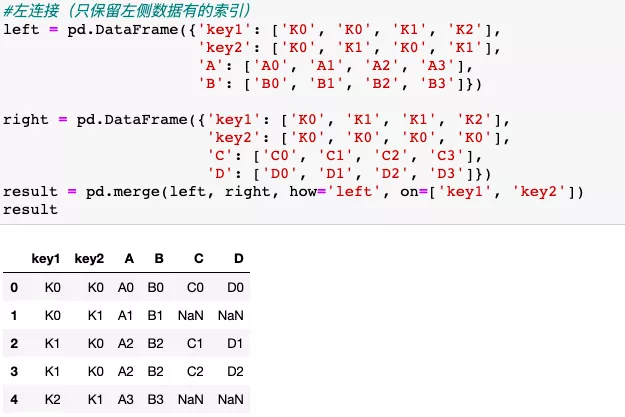 #左连接（只保留左侧数据有的索引）
left = pd.DataFrame({'key1': ['K0', 'K0', 'K1', 'K2'],
'key2': ['K0', 'K1', 'K0', 'K1'],
'A': ['A0', 'A1', 'A2', 'A3'],
'B': ['B0', 'B1', 'B2', 'B3']})
right = pd.DataFrame({'key1': ['K0', 'K1', 'K1', 'K2'],
'key2': ['K0', 'K0', 'K0', 'K0'],
'C': ['C0', 'C1', 'C2', 'C3'],
'D': ['D0', 'D1', 'D2', 'D3']})
result = pd.merge(left, right, how='left', on=['key1', 'key2'])
result
key1 key2 A B C D
0 K0 K0 A0 B0 C0 D0
1 K0 K1 A1 B1 NaN NaN
2 K1 K0 A2 B2 C1 D1
3 K1 K0 A2 B2 C2 D2
4 K2 K1 A3 B3 NaN NaN